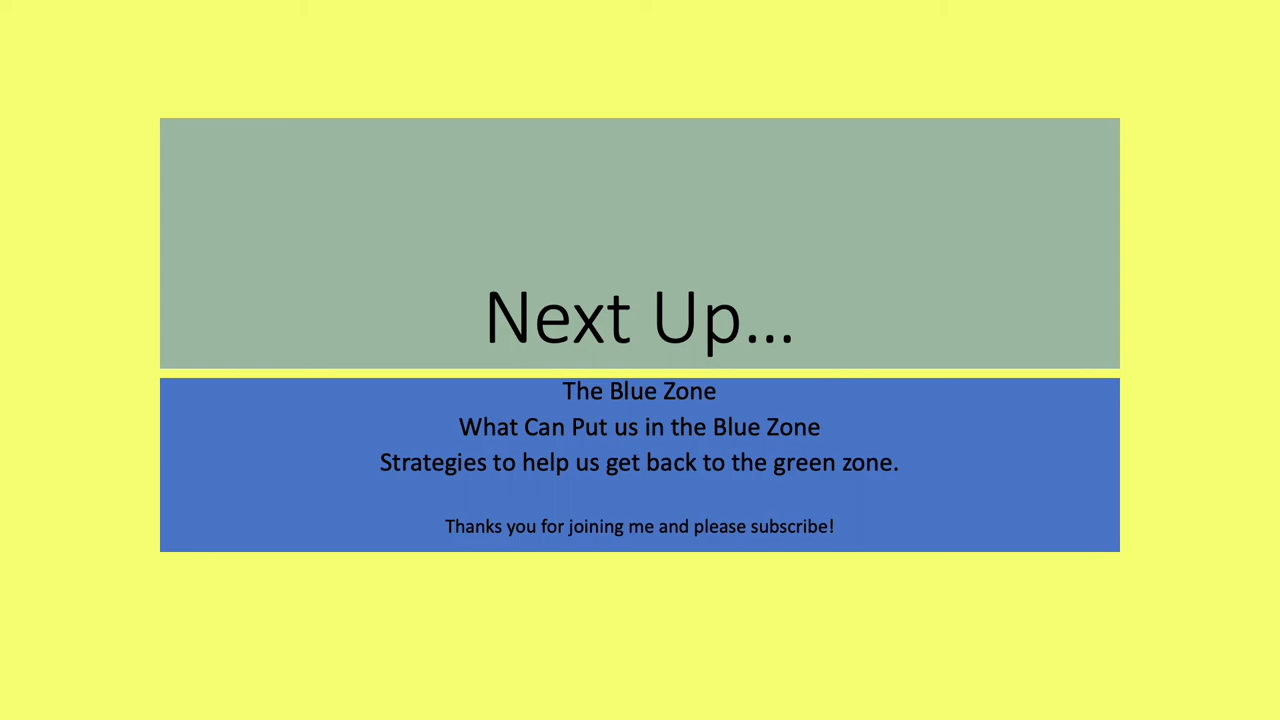 Next Up...
The Blue Zone
What Can Put us in the Blue Zone
Strategies to help us get back to the green zone.
Thanks you for joining me and please subscribe!